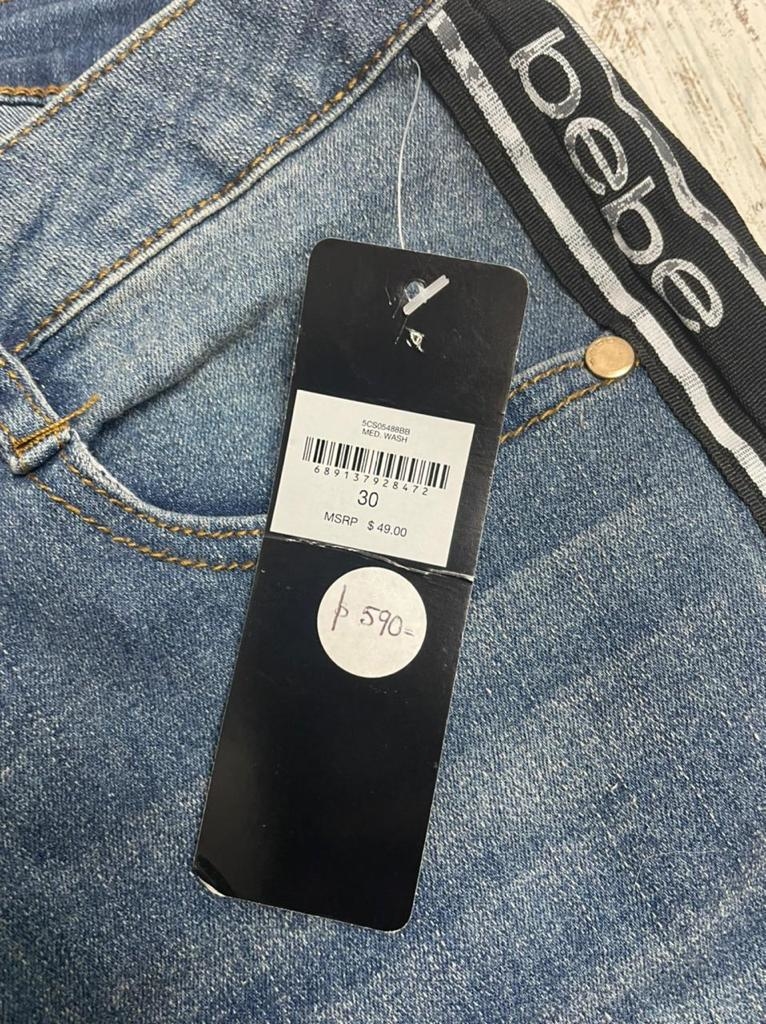 bebe
5CS05488BB
MED. WASH
689137928472
30
MSRP $ 49.00
þ 590=